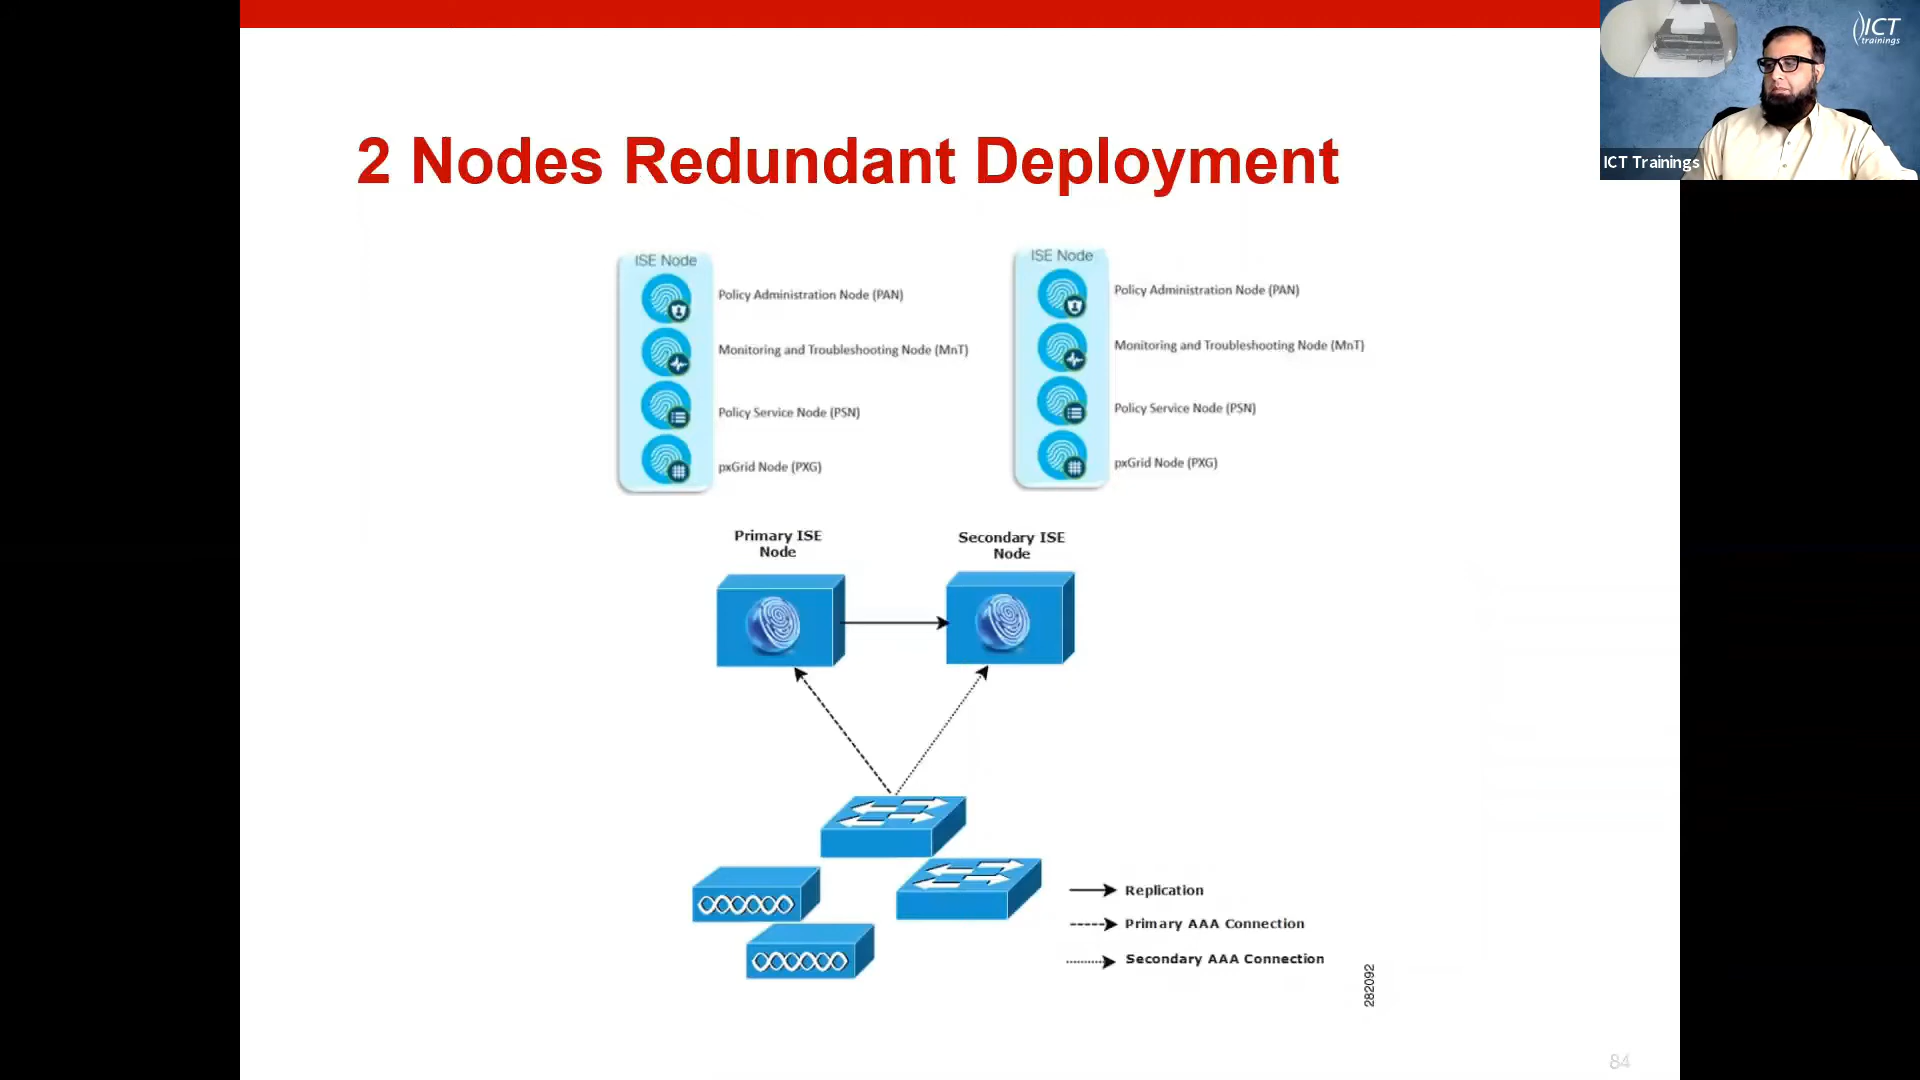 2 Nodes Redundant Deployment
ISE Node
Policy Administration Node (PAN)
Monitoring and Troubleshooting Node (MnT)
Policy Service Node (PSN)
pxGrid Node (PXG)
ISE Node
Policy Administration Node (PAN)
Monitoring and Troubleshooting Node (MnT)
Policy Service Node (PSN)
pxGrid Node (PXG)
Primary ISE
Node
Secondary ISE
Node
Replication
Primary AAA Connection
Secondary AAA Connection
282092
84
ICT
trainings
ICT Trainings